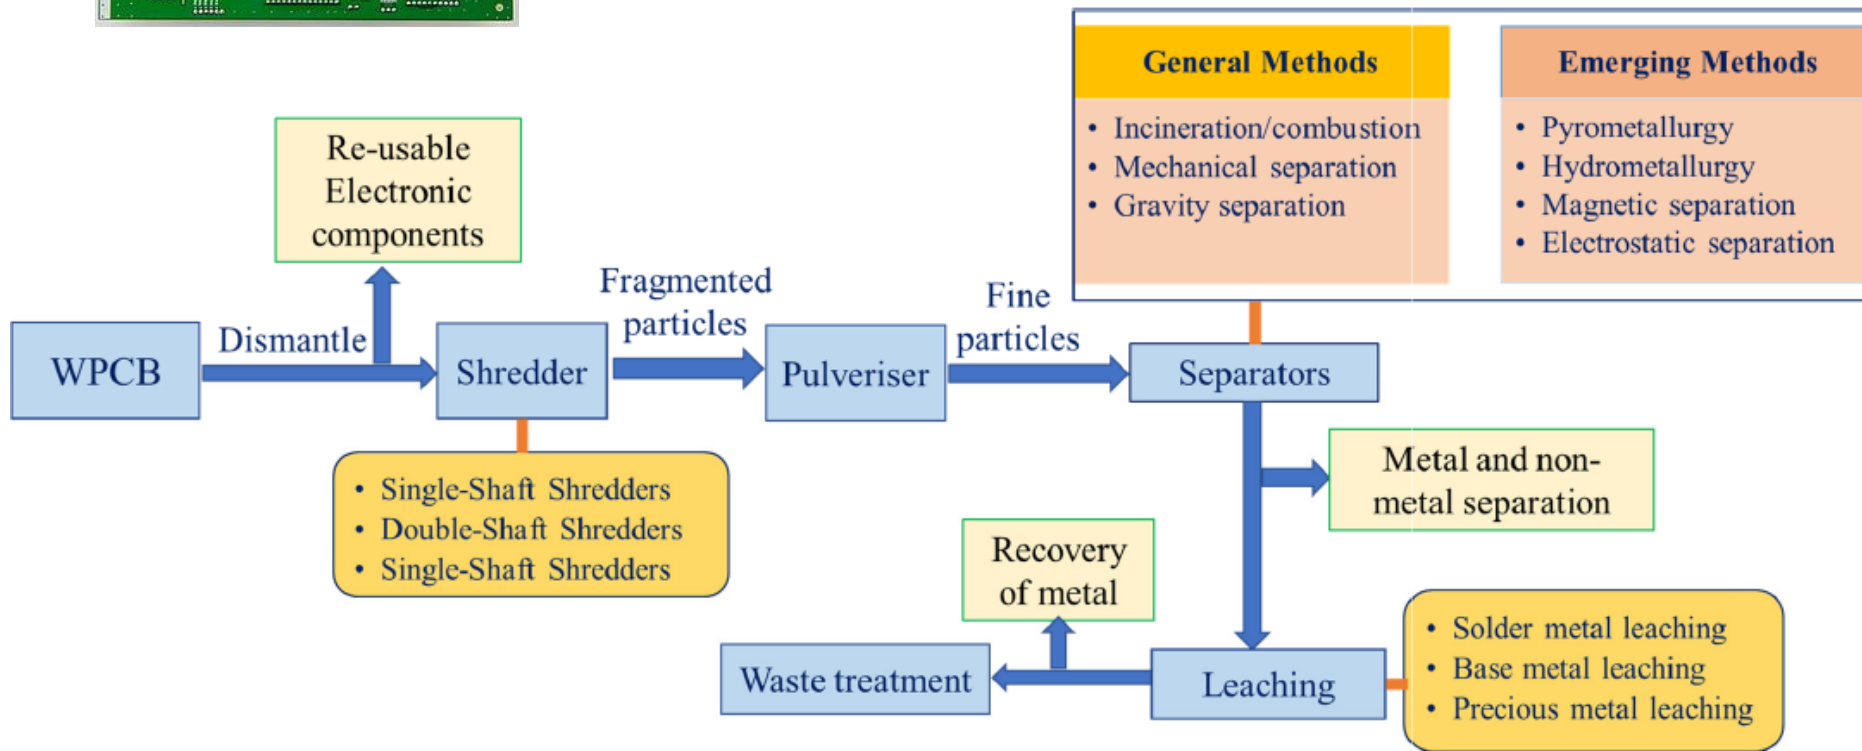 General Methods
• Incineration/combustion
• Mechanical separation
• Gravity separation
Emerging Methods
• Pyrometallurgy
• Hydrometallurgy
• Magnetic separation
• Electrostatic separation
Re-usable
Electronic
components
WPCB
Dismantle
Shredder
Fragmented
particles
Pulveriser
Fine
particles
Separators
• Single-Shaft Shredders
• Double-Shaft Shredders
• Single-Shaft Shredders
Metal and non-
metal separation
Recovery
of metal
Waste treatment
Leaching
• Solder metal leaching
• Base metal leaching
• Precious metal leaching